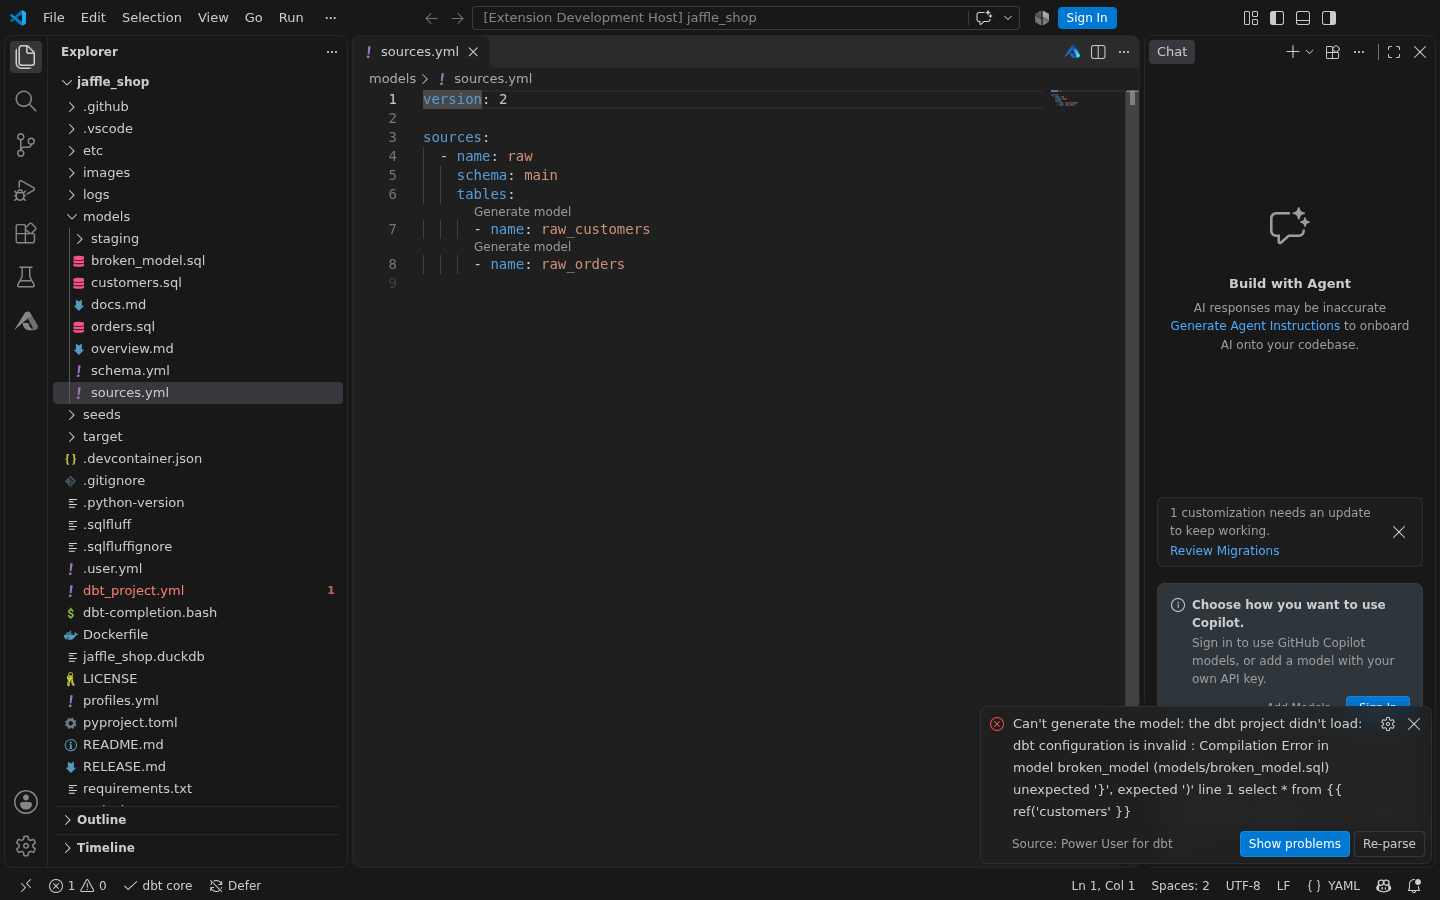 File Edit Selection View Go Run
[Extension Development Host] jaffle_shop
Sign In
Explorer
jaffle_shop
.github
.vscode
etc
images
logs
models
staging
broken_model.sql
customers.sql
docs.md
orders.sql
overview.md
schema.yml
sources.yml
seeds
target
.devcontainer.json
.gitignore
.python-version
.sqlfluff
.sqlfluffignore
.user.yml
dbt_project.yml 1
dbt-completion.bash
Dockerfile
jaffle_shop.duckdb
LICENSE
profiles.yml
pyproject.toml
README.md
RELEASE.md
requirements.txt
Outline
Timeline
sources.yml
models > sources.yml
1 version: 2
2
3 sources:
4 - name: raw
5 schema: main
6 tables:
Generate model
7 - name: raw_customers
Generate model
8 - name: raw_orders
9
Chat
Build with Agent
AI responses may be inaccurate
Generate Agent Instructions to onboard
AI onto your codebase.
1 customization needs an update
to keep working.
Review Migrations
Choose how you want to use
Copilot.
Sign in to use GitHub Copilot
models, or add a model with your
own API key.
Add Models Sign In
Can't generate the model: the dbt project didn't load:
dbt configuration is invalid : Compilation Error in
model broken_model (models/broken_model.sql)
unexpected '}', expected ')' line 1 select * from {{
ref('customers' }}
Source: Power User for dbt
Show problems
Re-parse
1 0 dbt core Defer
Ln 1, Col 1 Spaces: 2 UTF-8 LF { } YAML